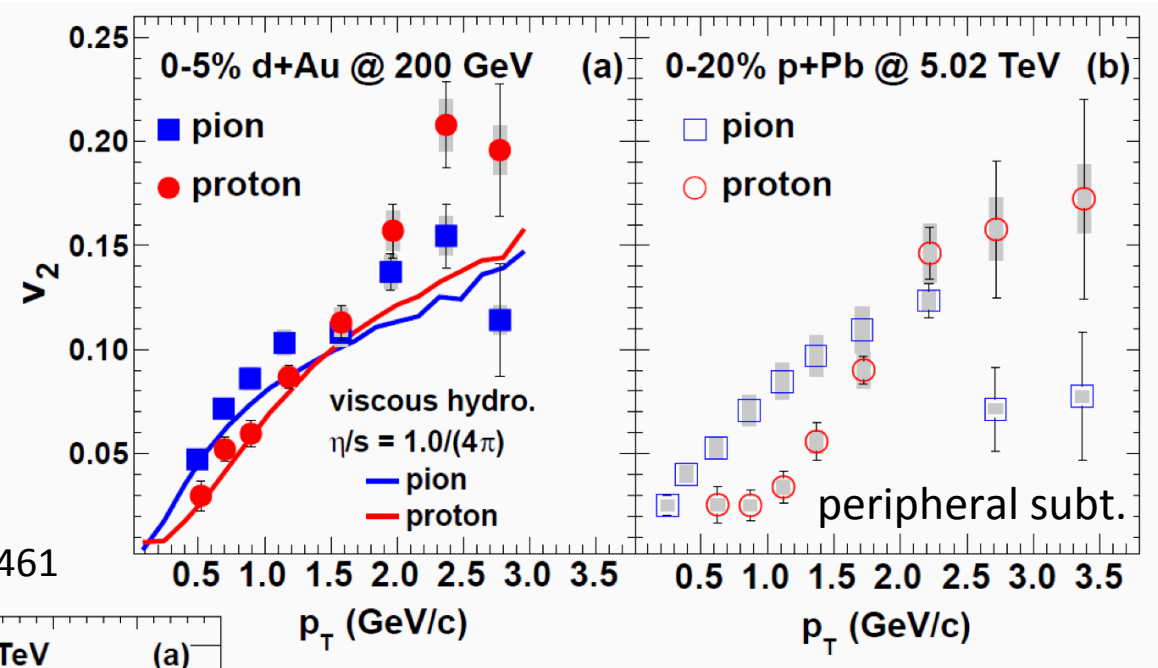 0-5% d+Au @ 200 GeV (a)
pion
proton
viscous hydro.
η/s = 1.0/(4π)
pion
proton
0.25
0.20
0.15
0.10
0.05
v2
0.5 1.0 1.5 2.0 2.5 3.0 3.5
pT (GeV/c)
0-20% p+Pb @ 5.02 TeV (b)
pion
proton
peripheral subt.
0.5 1.0 1.5 2.0 2.5 3.0 3.5
pT (GeV/c)
461
TeV (a)